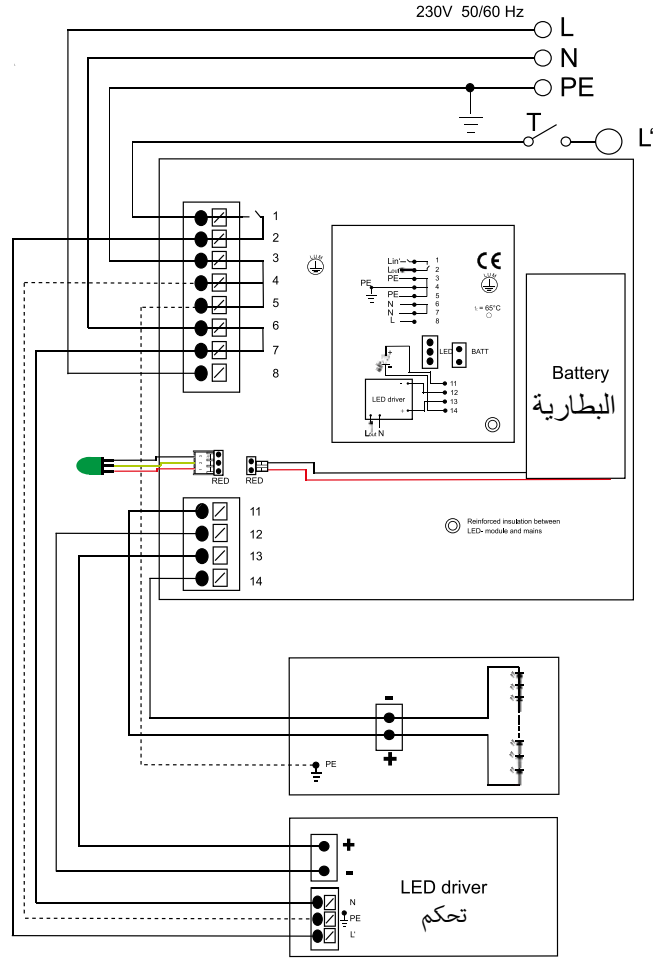 230V 50/60 Hz
L
N
PE
T
L'
1
2
3
4
5
6
7
8
Lin'
1
Lout
2
PE
3
PE
4
PE
5
N
6
N
7
L
8
CE
t = 65°C
LED
BATT
+
-
LED driver
-
+
11
12
13
14
Lout N
Battery
البطارية
RED
RED
11
12
13
14
Reinforced insulation between
LED- module and mains
-
+
PE
+
-
LED driver
تحكم
N
PE
L'